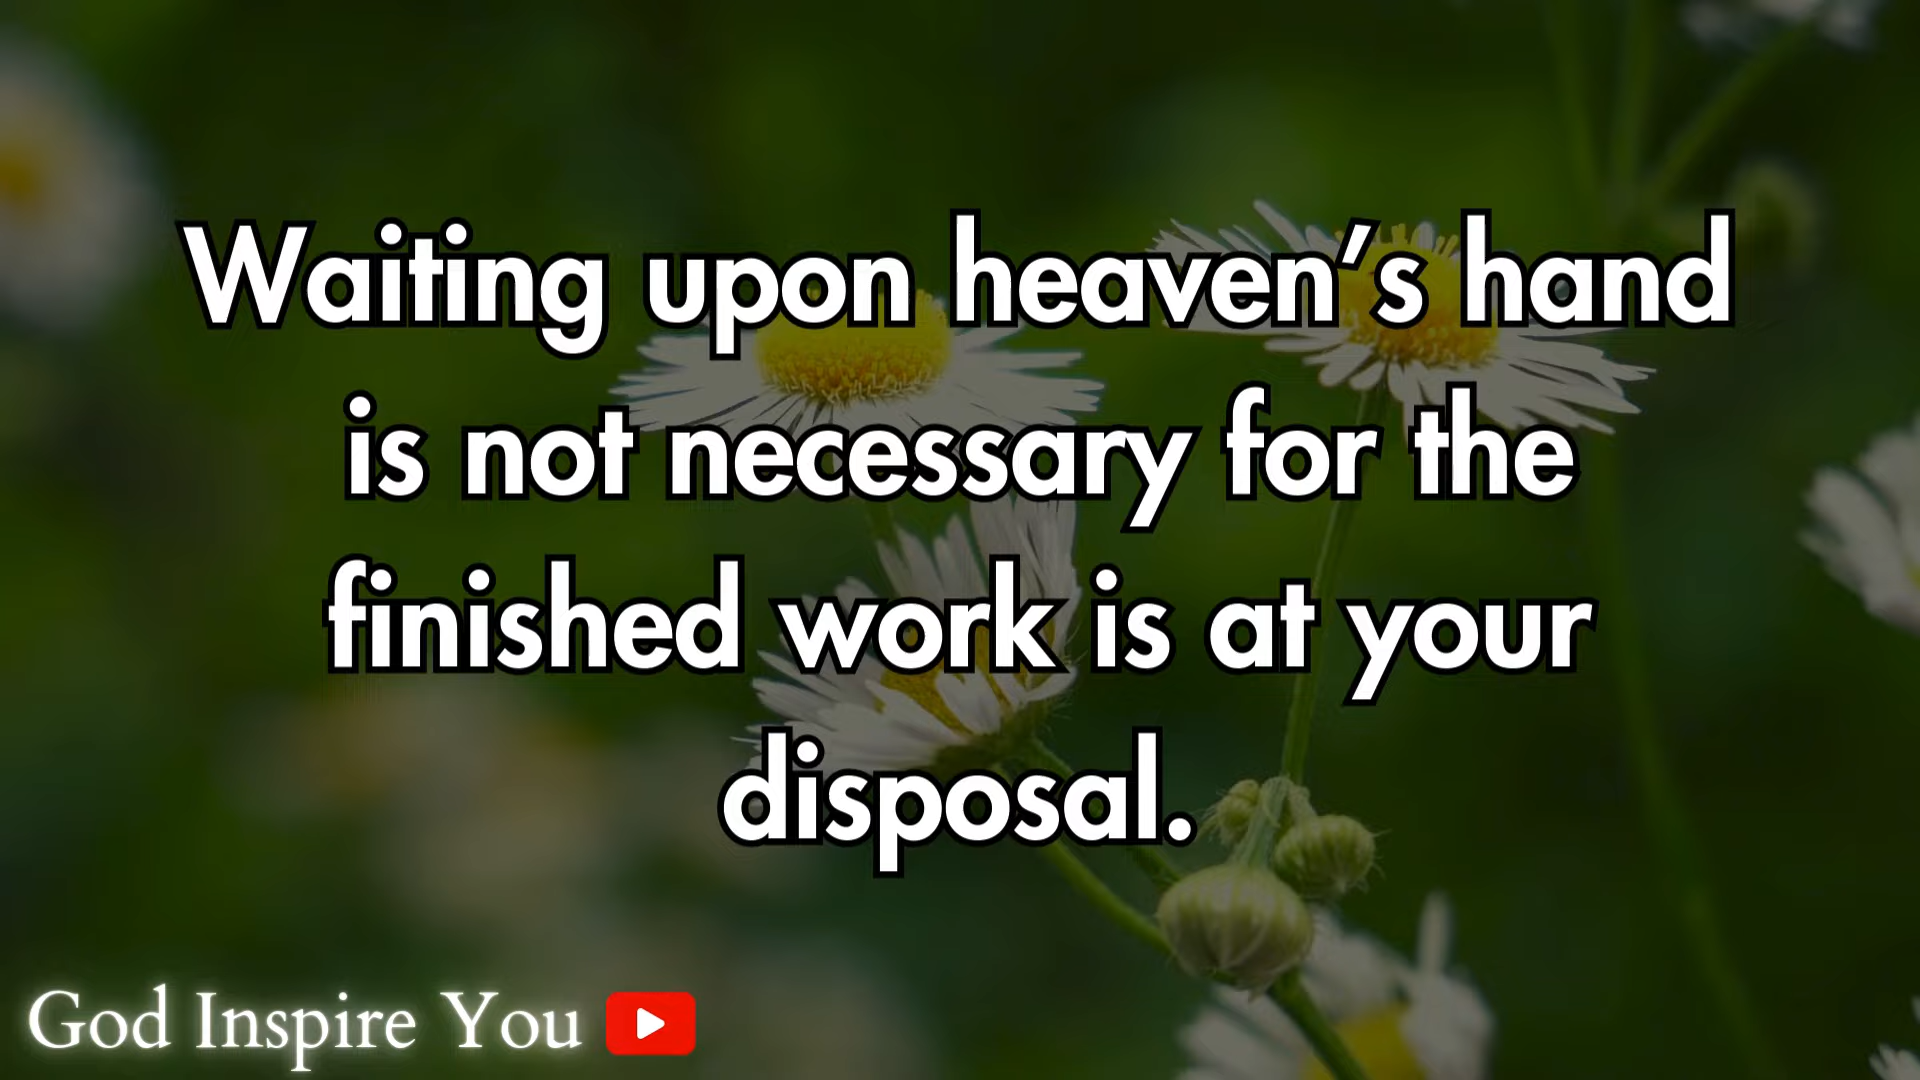 Waiting upon heaven’s hand
is not necessary for the
finished work is at your
disposal.
God Inspire You